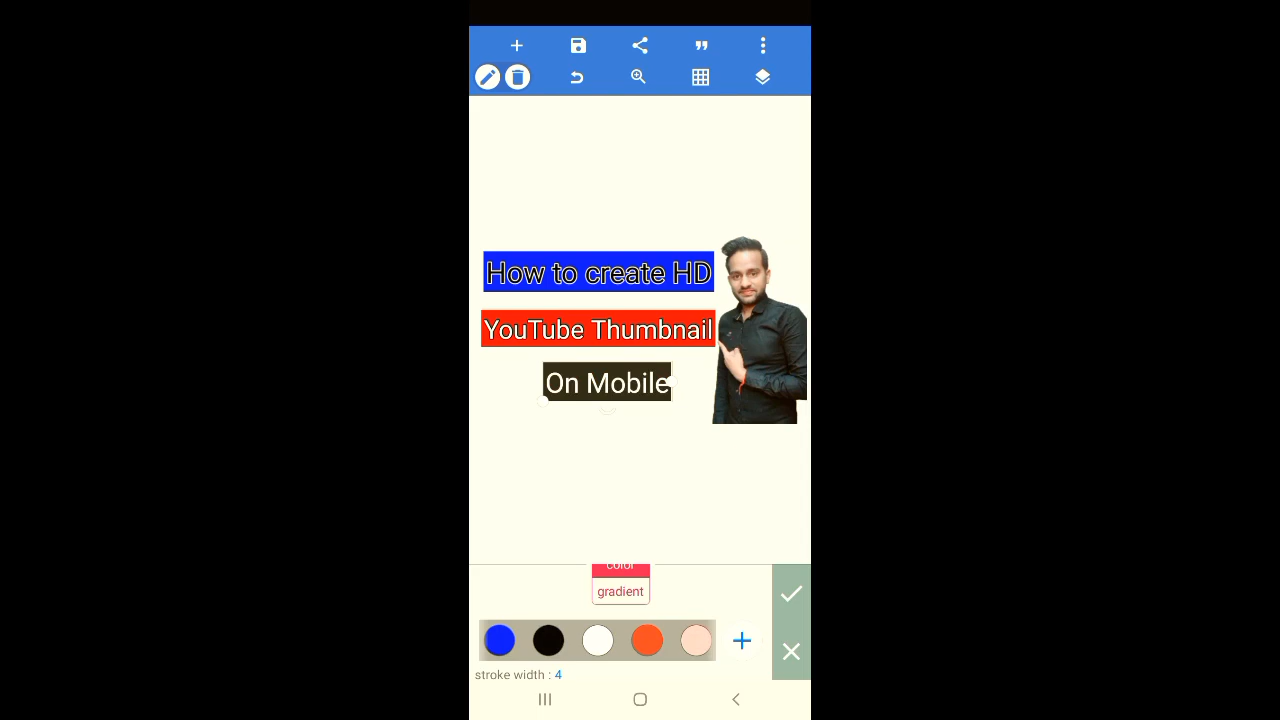 How to create HD
YouTube Thumbnail
On Mobile
color
gradient
stroke width : 4